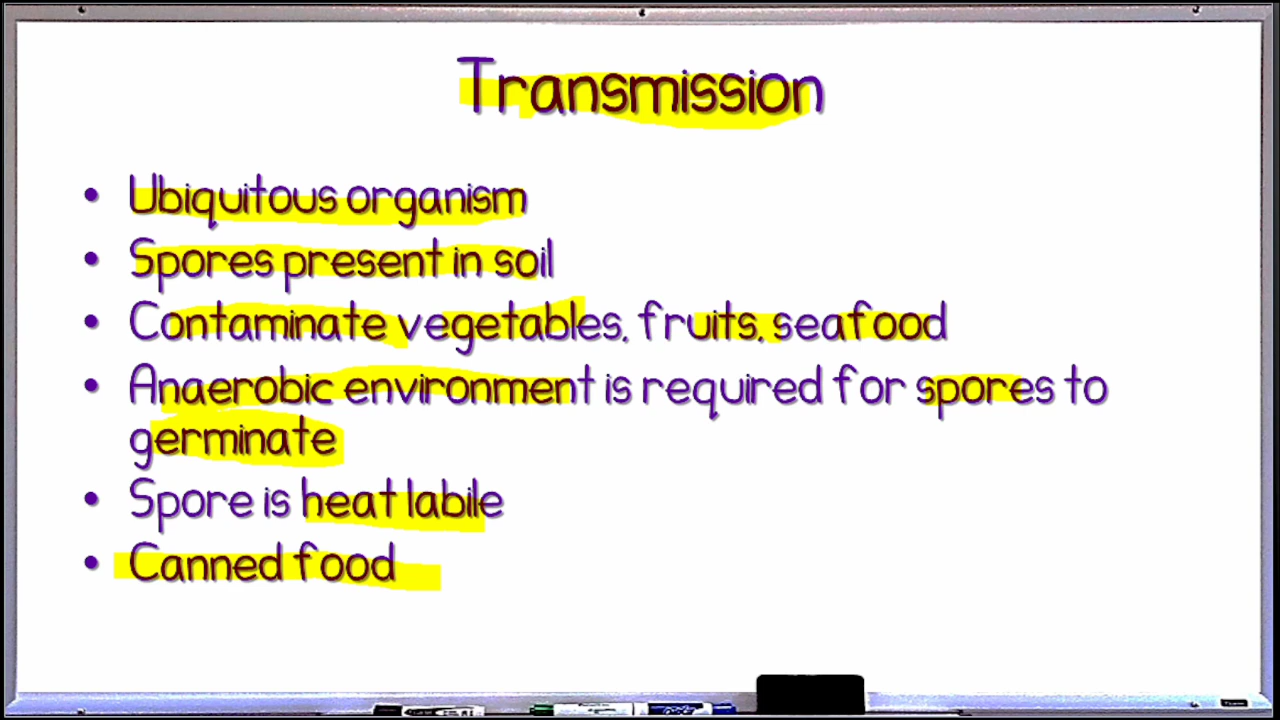 Transmission
• Ubiquitous organism
• Spores present in soil
• Contaminate vegetables, fruits, seafood
• Anaerobic environment is required for spores to
germinate
• Spore is heat labile
• Canned food